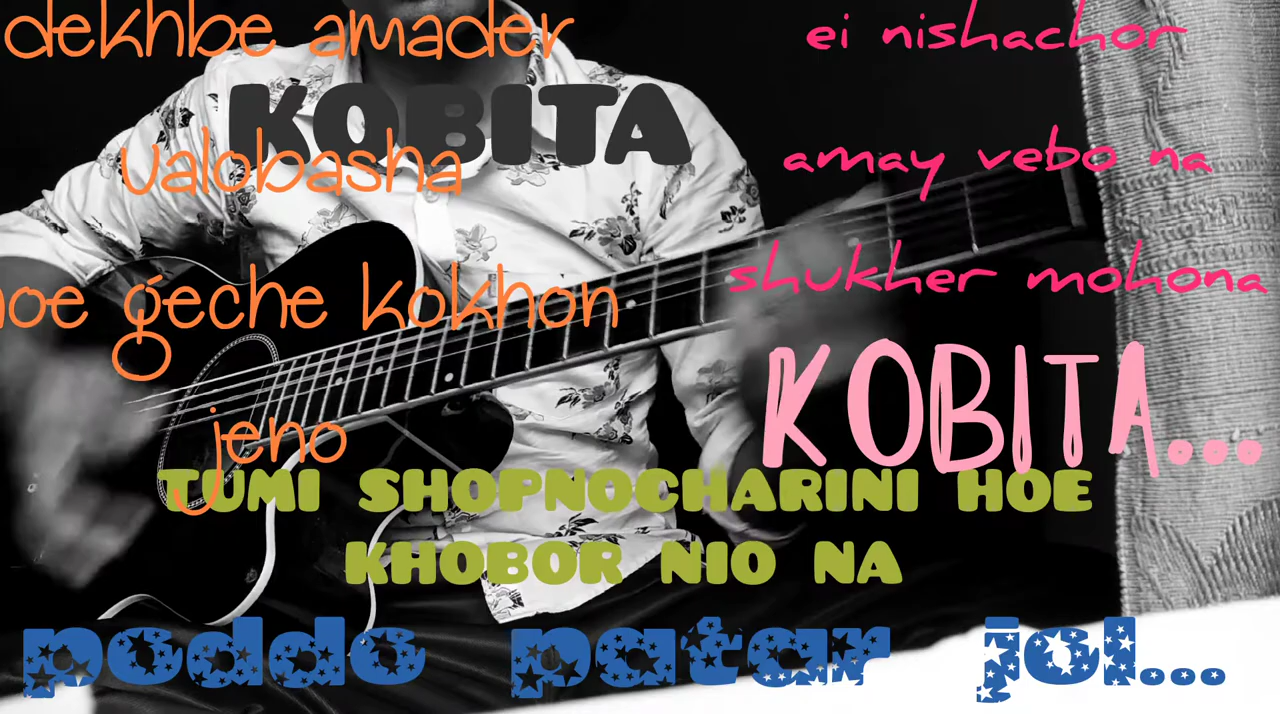 dekhbe amader
KOBITA
valobasha
hoe geche kokhon
jeno
ei nishachor
amay vebo na
shukher mohona
KOBITA...
TUMI SHOPNOCHARINI HOE
KHOBOR NIO NA
poddo patar jol...